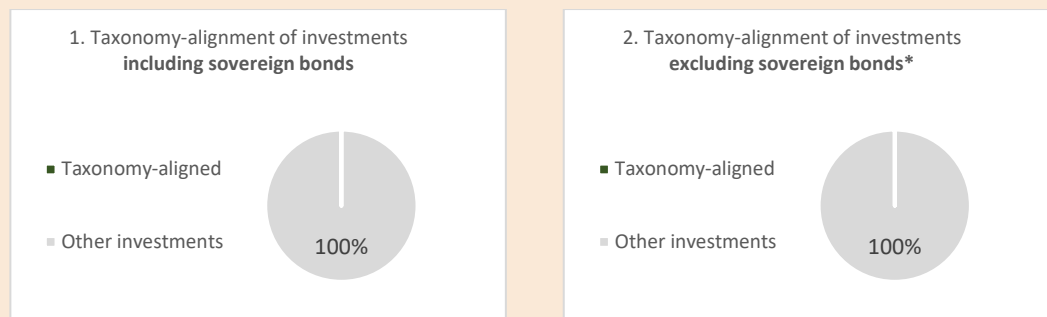 1. Taxonomy-alignment of investments
including sovereign bonds
Taxonomy-aligned
Other investments
100%
2. Taxonomy-alignment of investments
excluding sovereign bonds*
Taxonomy-aligned
Other investments
100%